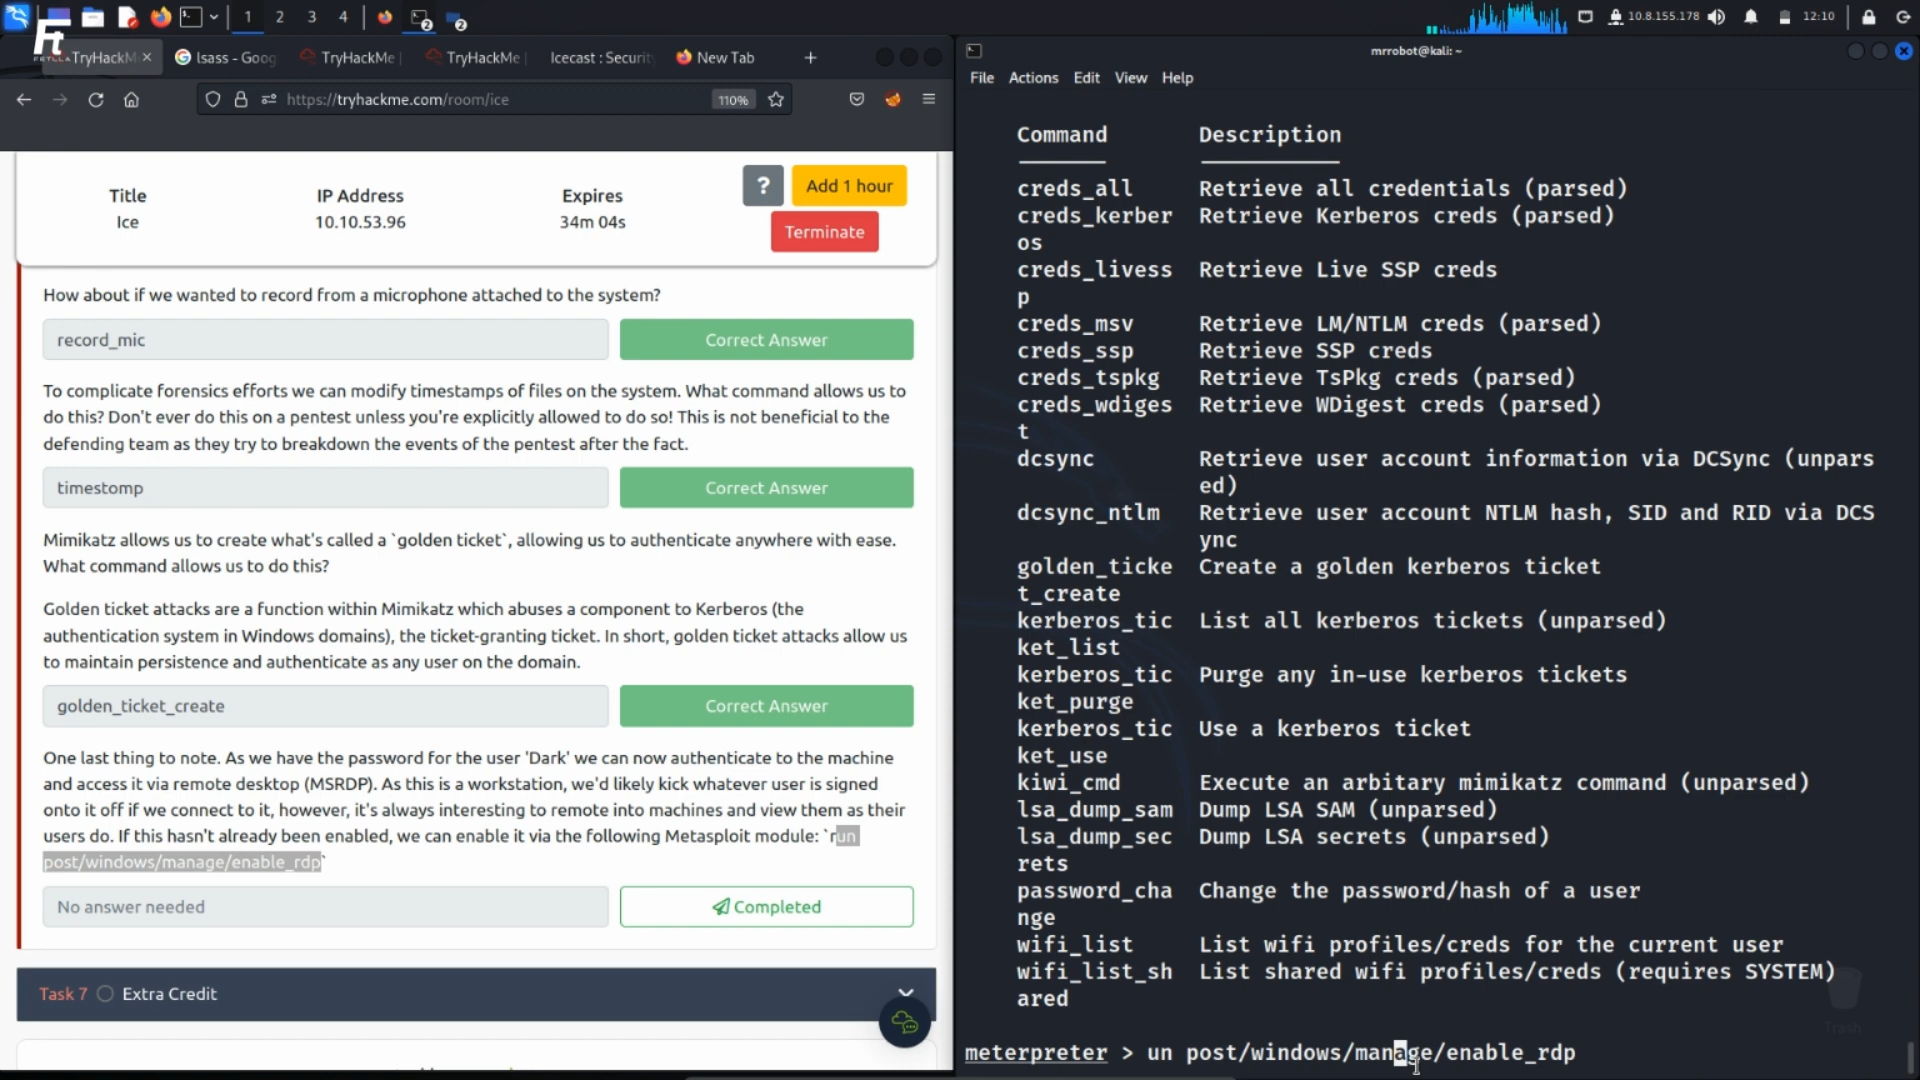 1 2 3 4 2 2 10.8.155.178 12:10
Ft
FETLLA
TryHackM lsass - Goog TryHackMe TryHackMe Icecast : Securit New Tab
https://tryhackme.com/room/ice 110%
Title IP Address Expires ? Add 1 hour
Ice 10.10.53.96 34m 04s
Terminate
How about if we wanted to record from a microphone attached to the system?
record_mic Correct Answer
To complicate forensics efforts we can modify timestamps of files on the system. What command allows us to
do this? Don't ever do this on a pentest unless you're explicitly allowed to do so! This is not beneficial to the
defending team as they try to breakdown the events of the pentest after the fact.
timestomp Correct Answer
Mimikatz allows us to create what's called a `golden ticket`, allowing us to authenticate anywhere with ease.
What command allows us to do this?
Golden ticket attacks are a function within Mimikatz which abuses a component to Kerberos (the
authentication system in Windows domains), the ticket-granting ticket. In short, golden ticket attacks allow us
to maintain persistence and authenticate as any user on the domain.
golden_ticket_create Correct Answer
One last thing to note. As we have the password for the user 'Dark' we can now authenticate to the machine
and access it via remote desktop (MSRDP). As this is a workstation, we'd likely kick whatever user is signed
onto it off if we connect to it, however, it's always interesting to remote into machines and view them as their
users do. If this hasn't already been enabled, we can enable it via the following Metasploit module: `run
post/windows/manage/enable_rdp`
No answer needed Completed
Task 7 Extra Credit
mrrobot@kali: ~
File Actions Edit View Help
Command Description
creds_all Retrieve all credentials (parsed)
creds_kerber Retrieve Kerberos creds (parsed)
os
creds_livess Retrieve Live SSP creds
p
creds_msv Retrieve LM/NTLM creds (parsed)
creds_ssp Retrieve SSP creds
creds_tspkg Retrieve TsPkg creds (parsed)
creds_wdiges Retrieve WDigest creds (parsed)
t
dcsync Retrieve user account information via DCSync (unpars
ed)
dcsync_ntlm Retrieve user account NTLM hash, SID and RID via DCS
ync
golden_ticke Create a golden kerberos ticket
t_create
kerberos_tic List all kerberos tickets (unparsed)
ket_list
kerberos_tic Purge any in-use kerberos tickets
ket_purge
kerberos_tic Use a kerberos ticket
ket_use
kiwi_cmd Execute an arbitary mimikatz command (unparsed)
lsa_dump_sam Dump LSA SAM (unparsed)
lsa_dump_sec Dump LSA secrets (unparsed)
rets
password_cha Change the password/hash of a user
nge
wifi_list List wifi profiles/creds for the current user
wifi_list_sh List shared wifi profiles/creds (requires SYSTEM)
ared
Trash
meterpreter > un post/windows/manage/enable_rdp